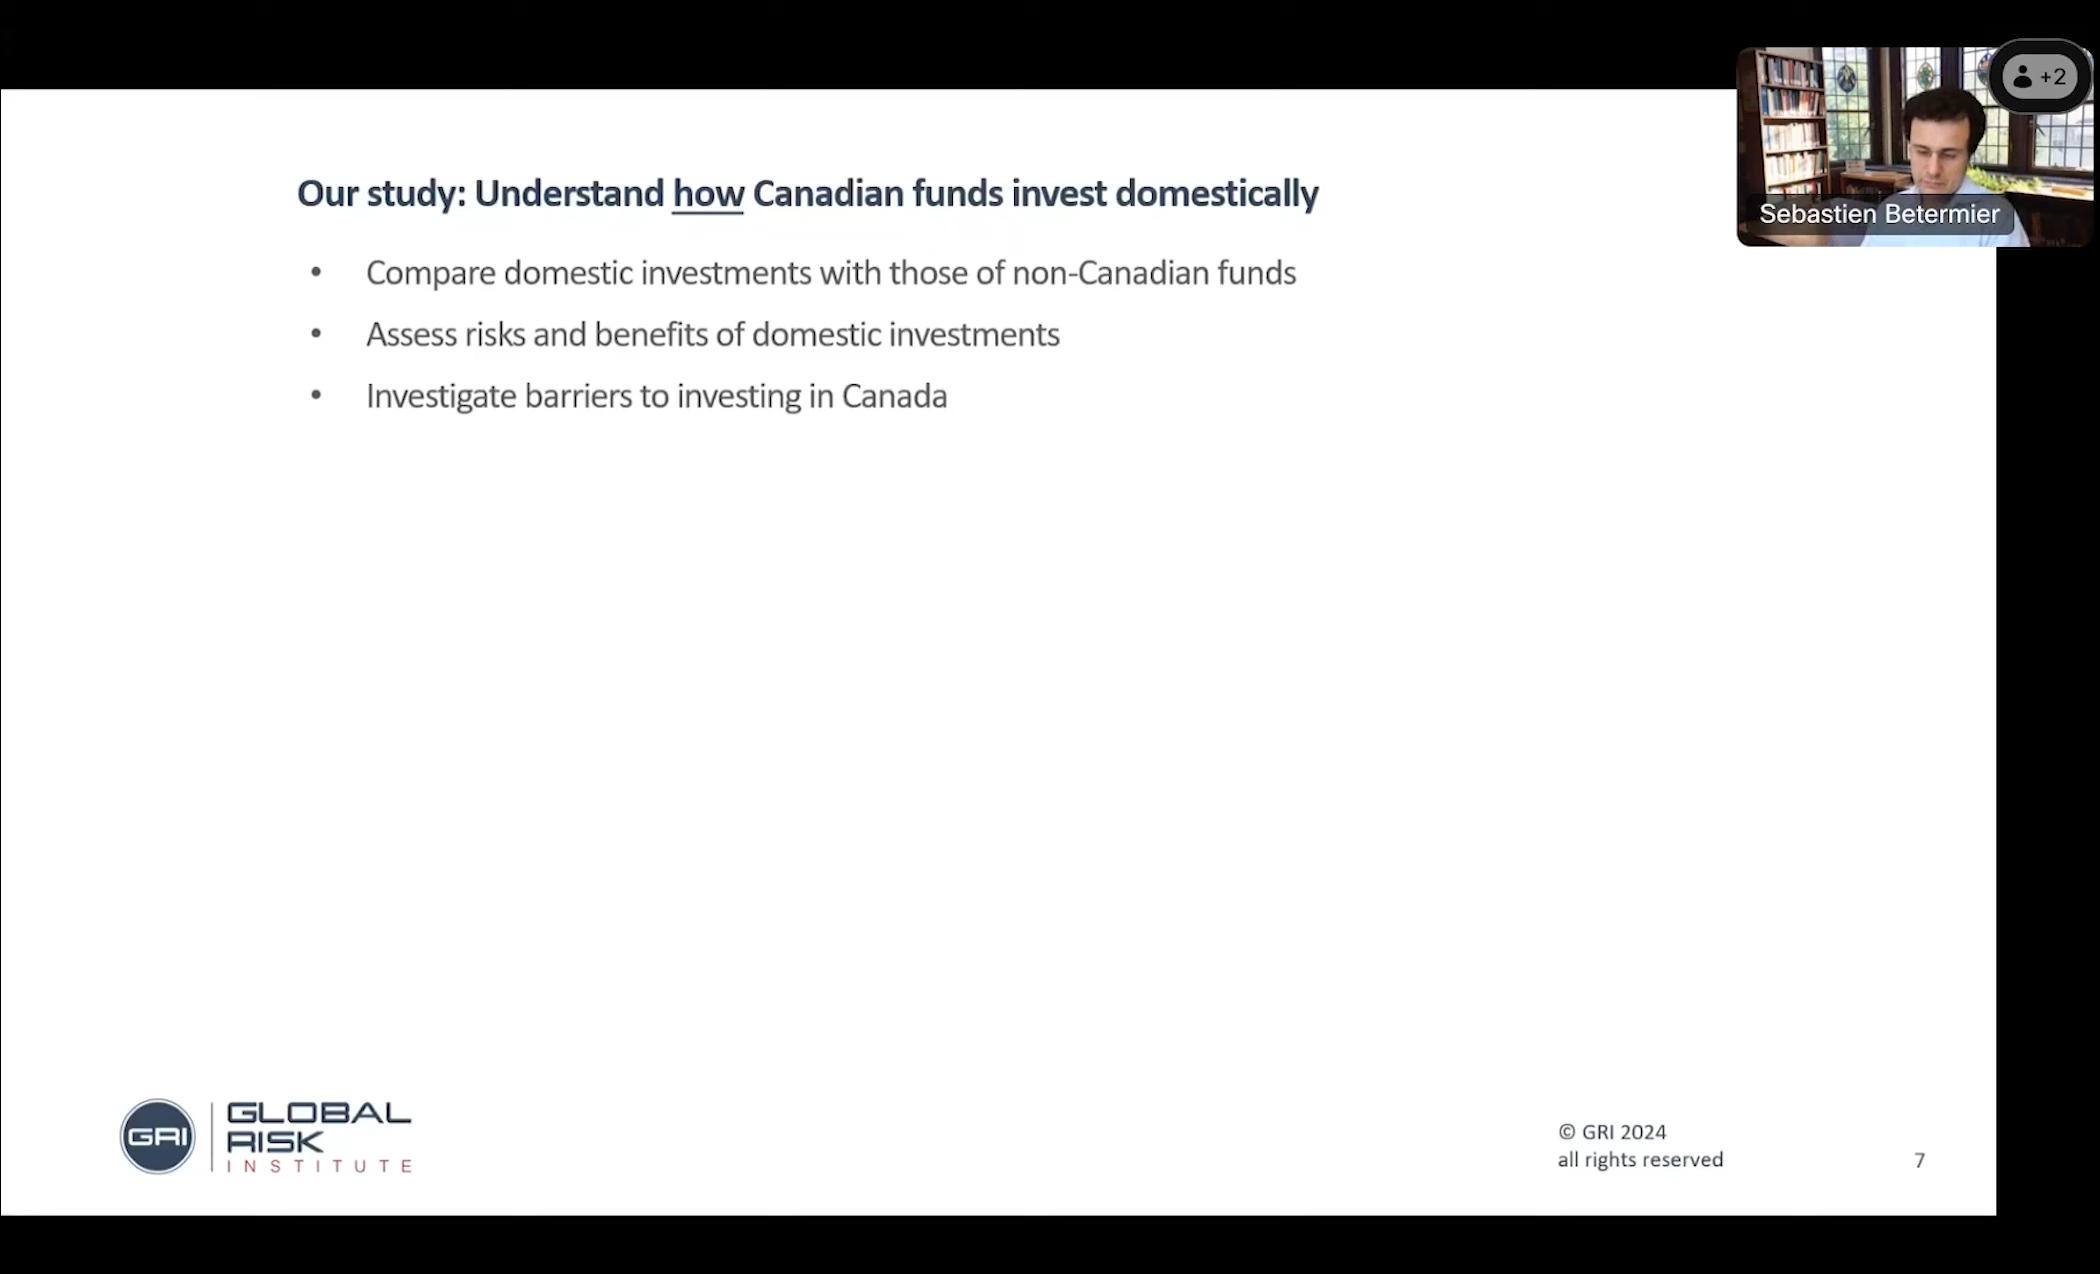 +2
Sebastien Betermier
Our study: Understand how Canadian funds invest domestically
• Compare domestic investments with those of non-Canadian funds
• Assess risks and benefits of domestic investments
• Investigate barriers to investing in Canada
GRI
GLOBAL
RISK
INSTITUTE
© GRI 2024
all rights reserved
7